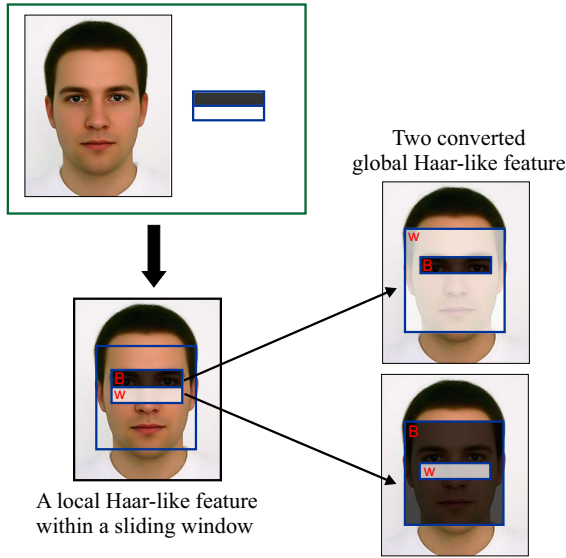 Two converted
global Haar-like feature
W
B
B
W
B
W
A local Haar-like feature
within a sliding window